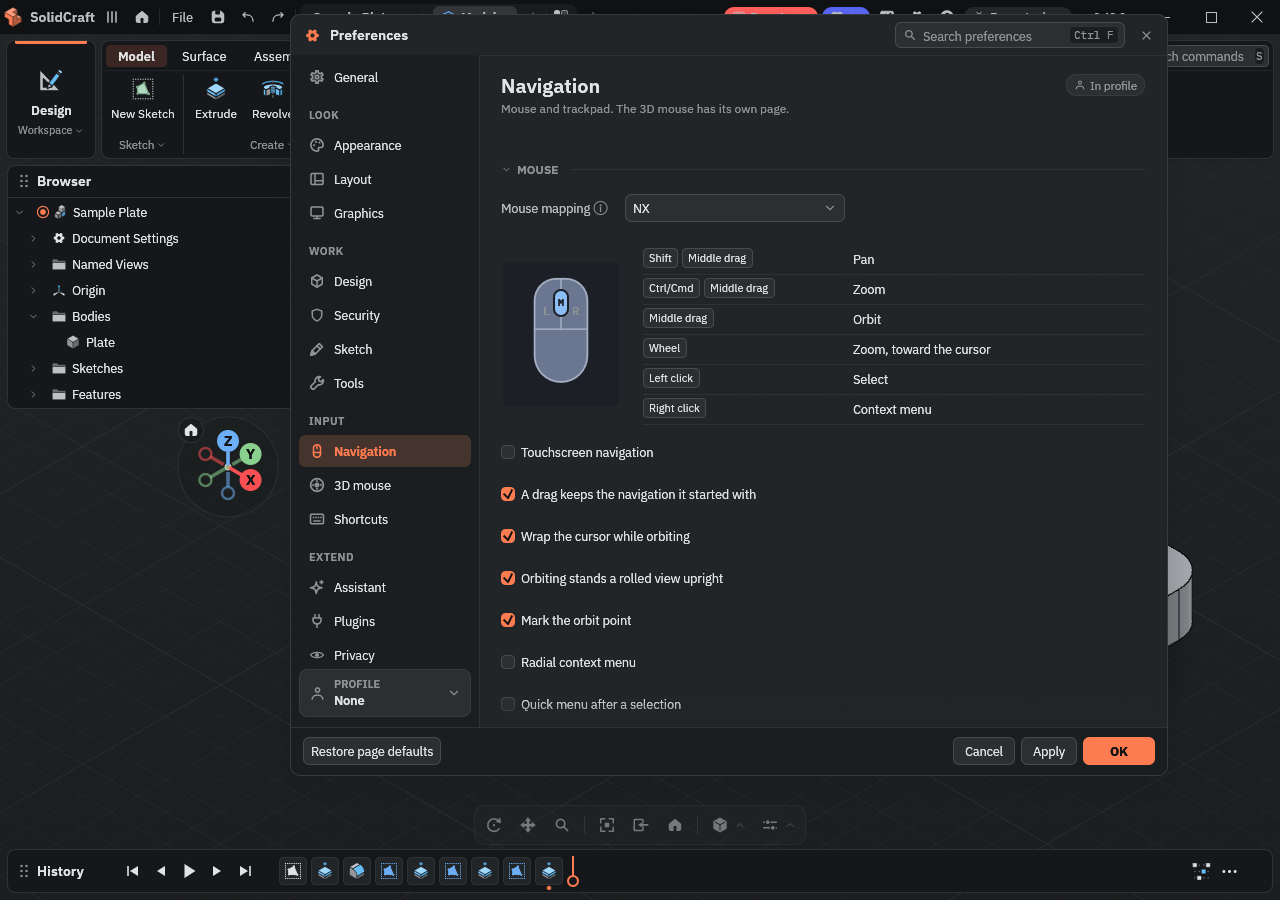 SolidCraft
File
Preferences
Search preferences
Ctrl F
Model
Surface
Assem
ch commands
S
Design
Workspace
New Sketch
Extrude
Revolve
Sketch
Create
Browser
Sample Plate
Document Settings
Named Views
Origin
Bodies
Plate
Sketches
Features
Z
Y
X
General
LOOK
Appearance
Layout
Graphics
WORK
Design
Security
Sketch
Tools
INPUT
Navigation
3D mouse
Shortcuts
EXTEND
Assistant
Plugins
Privacy
PROFILE
None
Navigation
In profile
Mouse and trackpad. The 3D mouse has its own page.
MOUSE
Mouse mapping
NX
L M R
Shift Middle drag Pan
Ctrl/Cmd Middle drag Zoom
Middle drag Orbit
Wheel Zoom, toward the cursor
Left click Select
Right click Context menu
Touchscreen navigation
A drag keeps the navigation it started with
Wrap the cursor while orbiting
Orbiting stands a rolled view upright
Mark the orbit point
Radial context menu
Quick menu after a selection
Restore page defaults
Cancel
Apply
OK
History